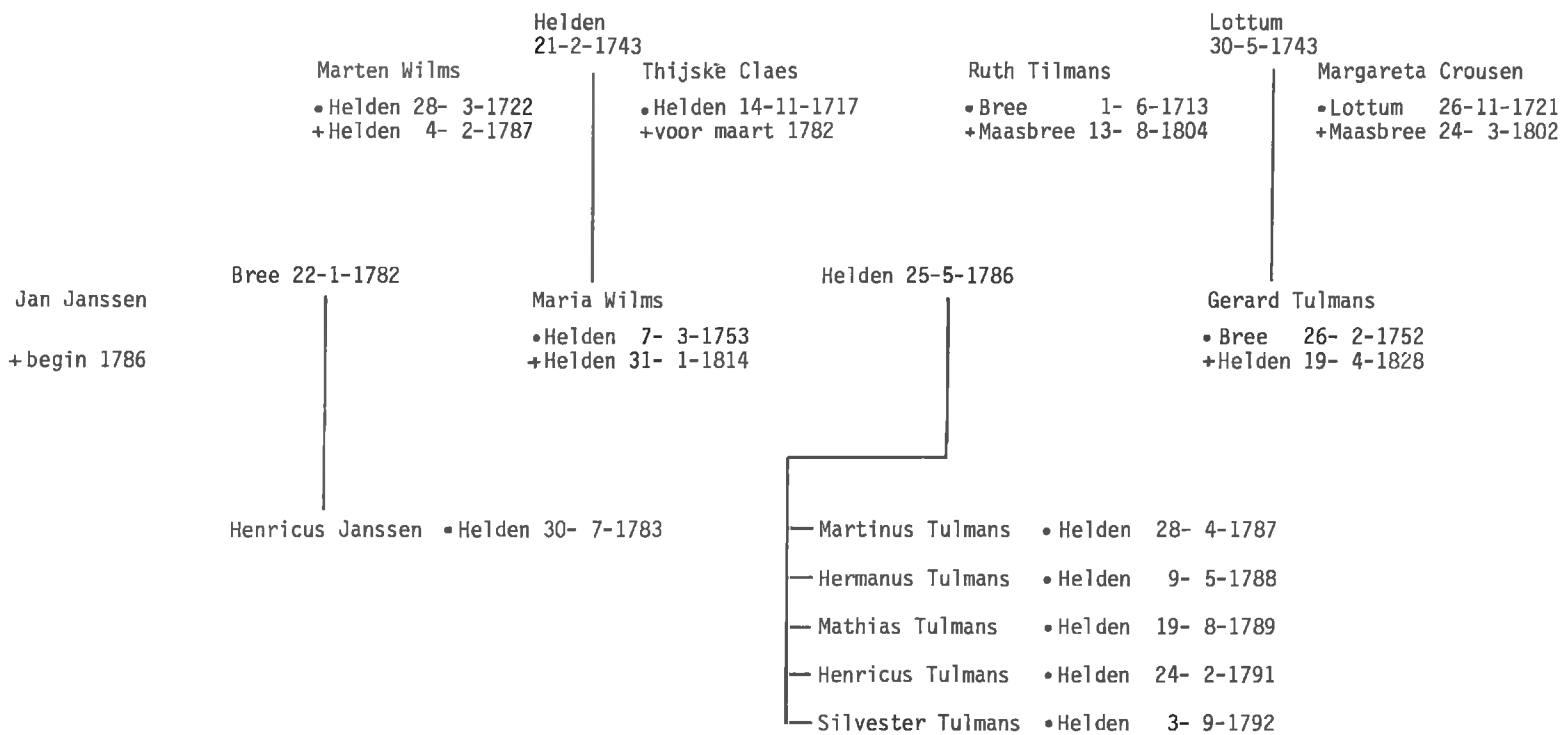 Helden Lottum
21-2-1743 30-5-1743
Marten Wilms Thijske Claes Ruth Tilmans Margareta Crousen
•Helden 28- 3-1722 •Helden 14-11-1717 •Bree 1- 6-1713 •Lottum 26-11-1721
+Helden 4- 2-1787 +voor maart 1782 +Maasbree 13- 8-1804 +Maasbree 24- 3-1802
Bree 22-1-1782 Helden 25-5-1786
Jan Janssen Maria Wilms Gerard Tulmans
•Helden 7- 3-1753 •Bree 26- 2-1752
+begin 1786 +Helden 31- 1-1814 +Helden 19- 4-1828
Henricus Janssen •Helden 30- 7-1783 Martinus Tulmans •Helden 28- 4-1787
Hermanus Tulmans •Helden 9- 5-1788
Mathias Tulmans •Helden 19- 8-1789
Henricus Tulmans •Helden 24- 2-1791
Silvester Tulmans •Helden 3- 9-1792